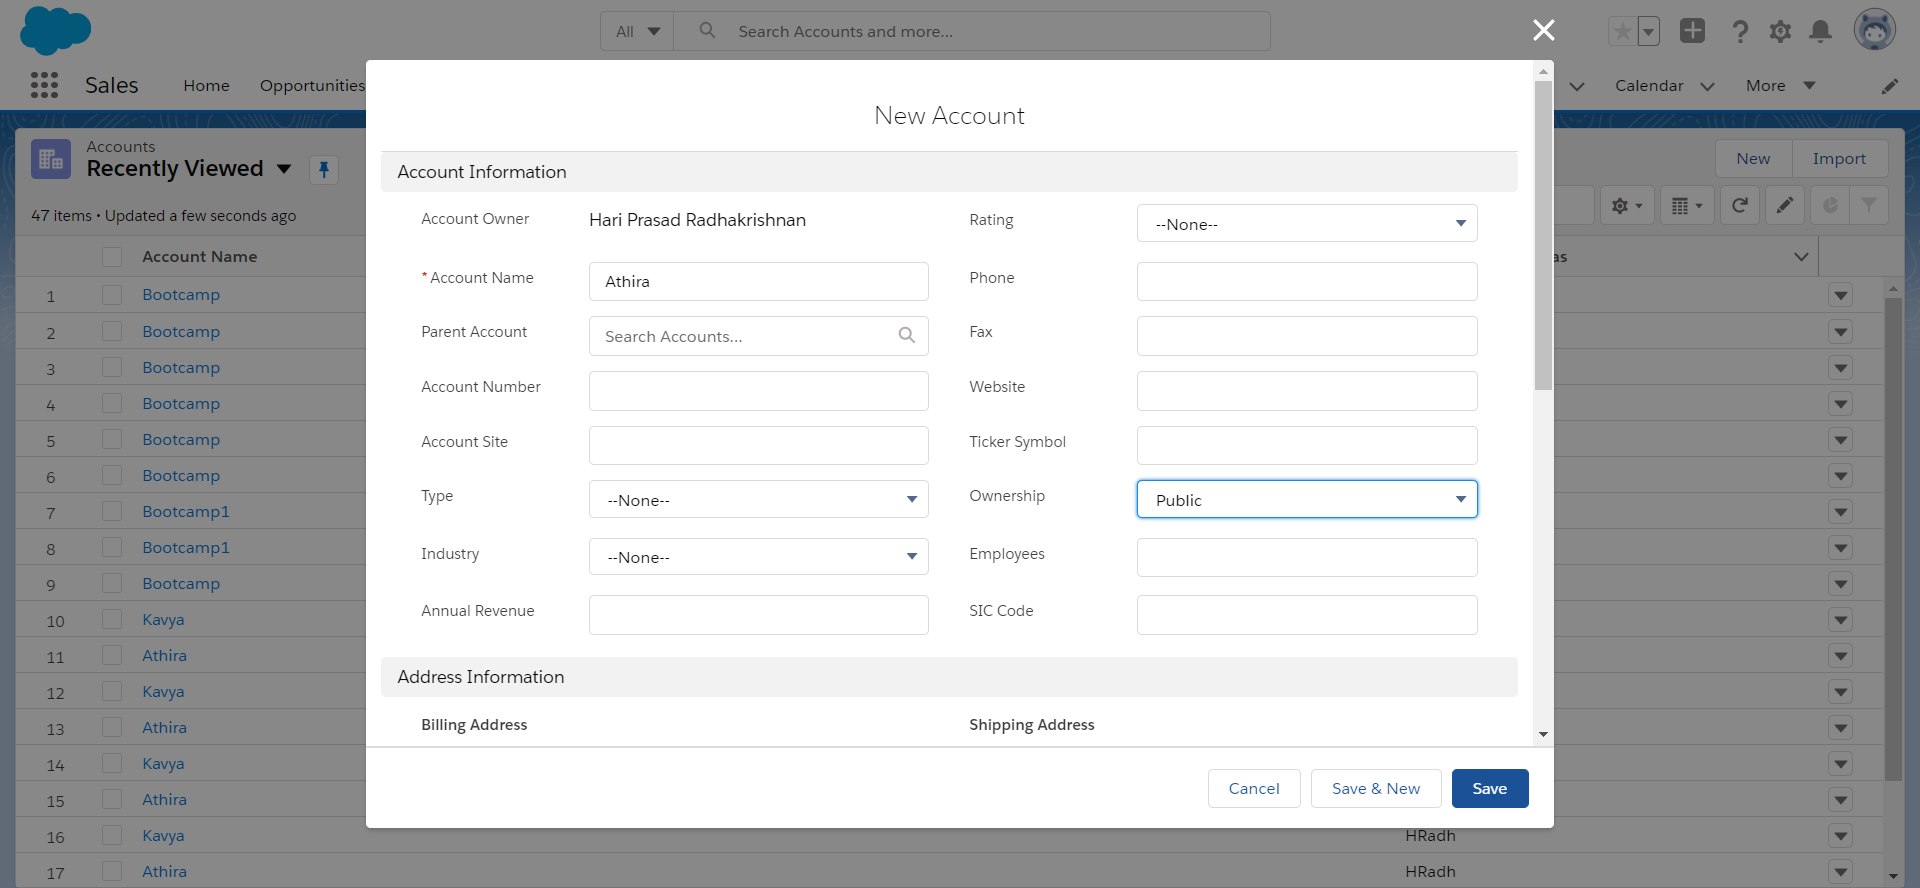 All
Search Accounts and more...
Sales
Home
Opportunities
Calendar
More
Accounts
Recently Viewed
47 items • Updated a few seconds ago
New
Import
Account Name
as
1 Bootcamp
2 Bootcamp
3 Bootcamp
4 Bootcamp
5 Bootcamp
6 Bootcamp
7 Bootcamp1
8 Bootcamp1
9 Bootcamp
10 Kavya
11 Athira
12 Kavya
13 Athira
14 Kavya
15 Athira
16 Kavya HRadh
17 Athira HRadh
New Account
Account Information
Account Owner Hari Prasad Radhakrishnan Rating --None--
*Account Name Athira Phone
Parent Account Search Accounts... Fax
Account Number Website
Account Site Ticker Symbol
Type --None-- Ownership Public
Industry --None-- Employees
Annual Revenue SIC Code
Address Information
Billing Address Shipping Address
Cancel Save & New Save